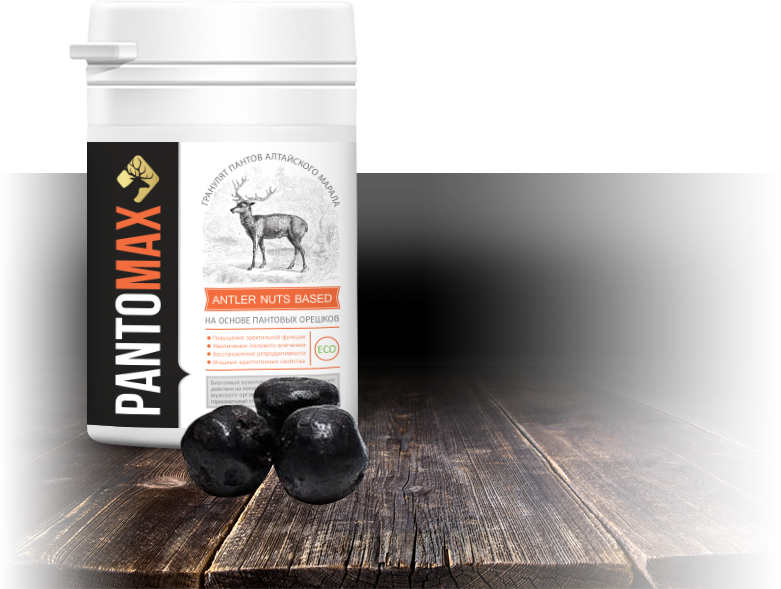 PANTOMAX
ГРАНУЛЯТ ПАНТОВ АЛТАЙСКОГО МАРАЛА
ANTLER NUTS BASED
НА ОСНОВЕ ПАНТОВЫХ ОРЕШКОВ
Повышение эректильной функции
Увеличение полового влечения
Восстановление репродуктивности
Мощные адаптогенные свойства
ECO